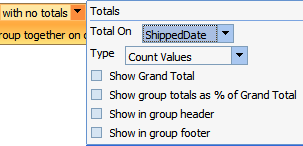 with no totals
Totals
Total On ShippedDate
roup together on
Type Count Values
Show Grand Total
Show group totals as % of Grand Total
Show in group header
Show in group footer